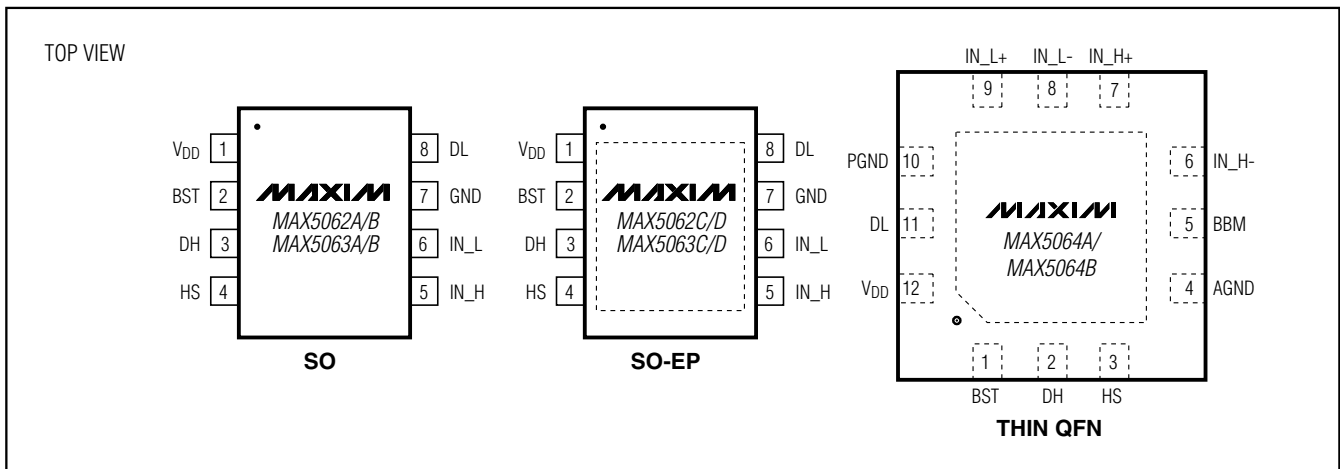 TOP VIEW
VDD 1
BST 2
DH 3
HS 4
8 DL
7 GND
6 IN_L
5 IN_H
MAXIM
MAX5062A/B
MAX5063A/B
SO
VDD 1
BST 2
DH 3
HS 4
8 DL
7 GND
6 IN_L
5 IN_H
MAXIM
MAX5062C/D
MAX5063C/D
SO-EP
IN_L+ IN_L- IN_H+
9 8 7
PGND 10
DL 11
VDD 12
6 IN_H-
5 BBM
4 AGND
MAXIM
MAX5064A/
MAX5064B
1 2 3
BST DH HS
THIN QFN